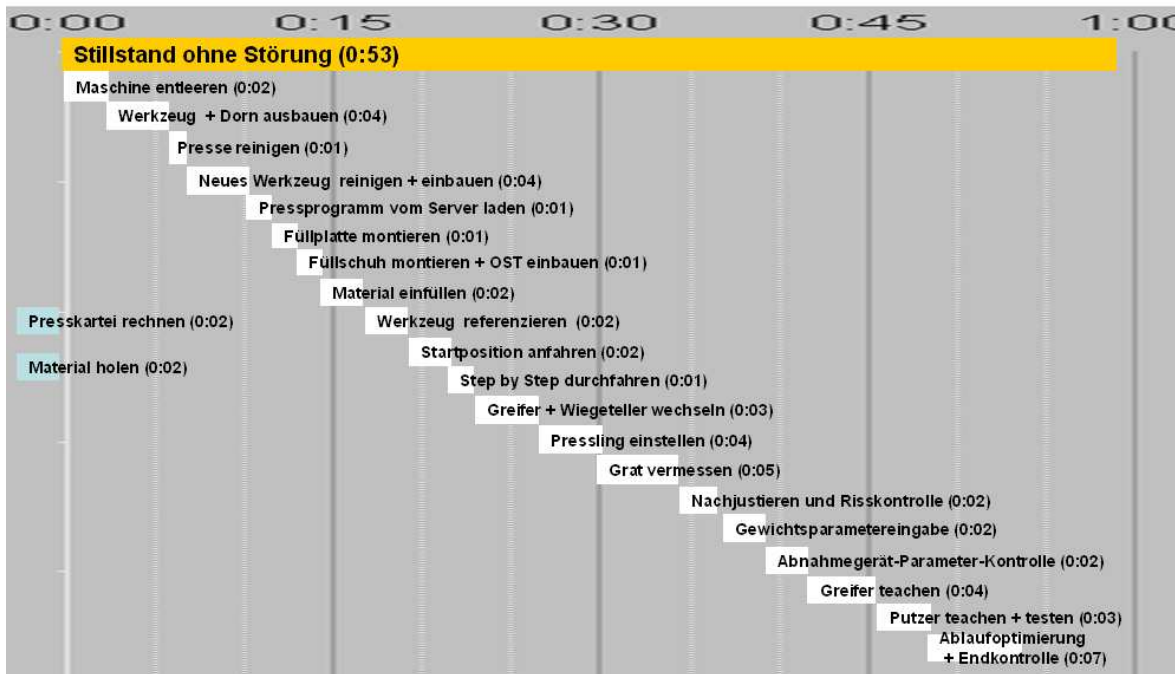 0:00 0:15 0:30 0:45 1:00
Stillstand ohne Störung (0:53)
Maschine entleeren (0:02)
Werkzeug + Dorn ausbauen (0:04)
Presse reinigen (0:01)
Neues Werkzeug reinigen + einbauen (0:04)
Pressprogramm vom Server laden (0:01)
Füllplatte montieren (0:01)
Füllschuh montieren + OST einbauen (0:01)
Material einfüllen (0:02)
Presskartei rechnen (0:02) Werkzeug referenzieren (0:02)
Startposition anfahren (0:02)
Material holen (0:02)
Step by Step durchfahren (0:01)
Greifer + Wiegeteller wechseln (0:03)
Pressling einstellen (0:04)
Grat vermessen (0:05)
Nachjustieren und Risskontrolle (0:02)
Gewichtsparametereingabe (0:02)
Abnahmegerät-Parameter-Kontrolle (0:02)
Greifer teachen (0:04)
Putzer teachen + testen (0:03)
Ablaufoptimierung
+ Endkontrolle (0:07)